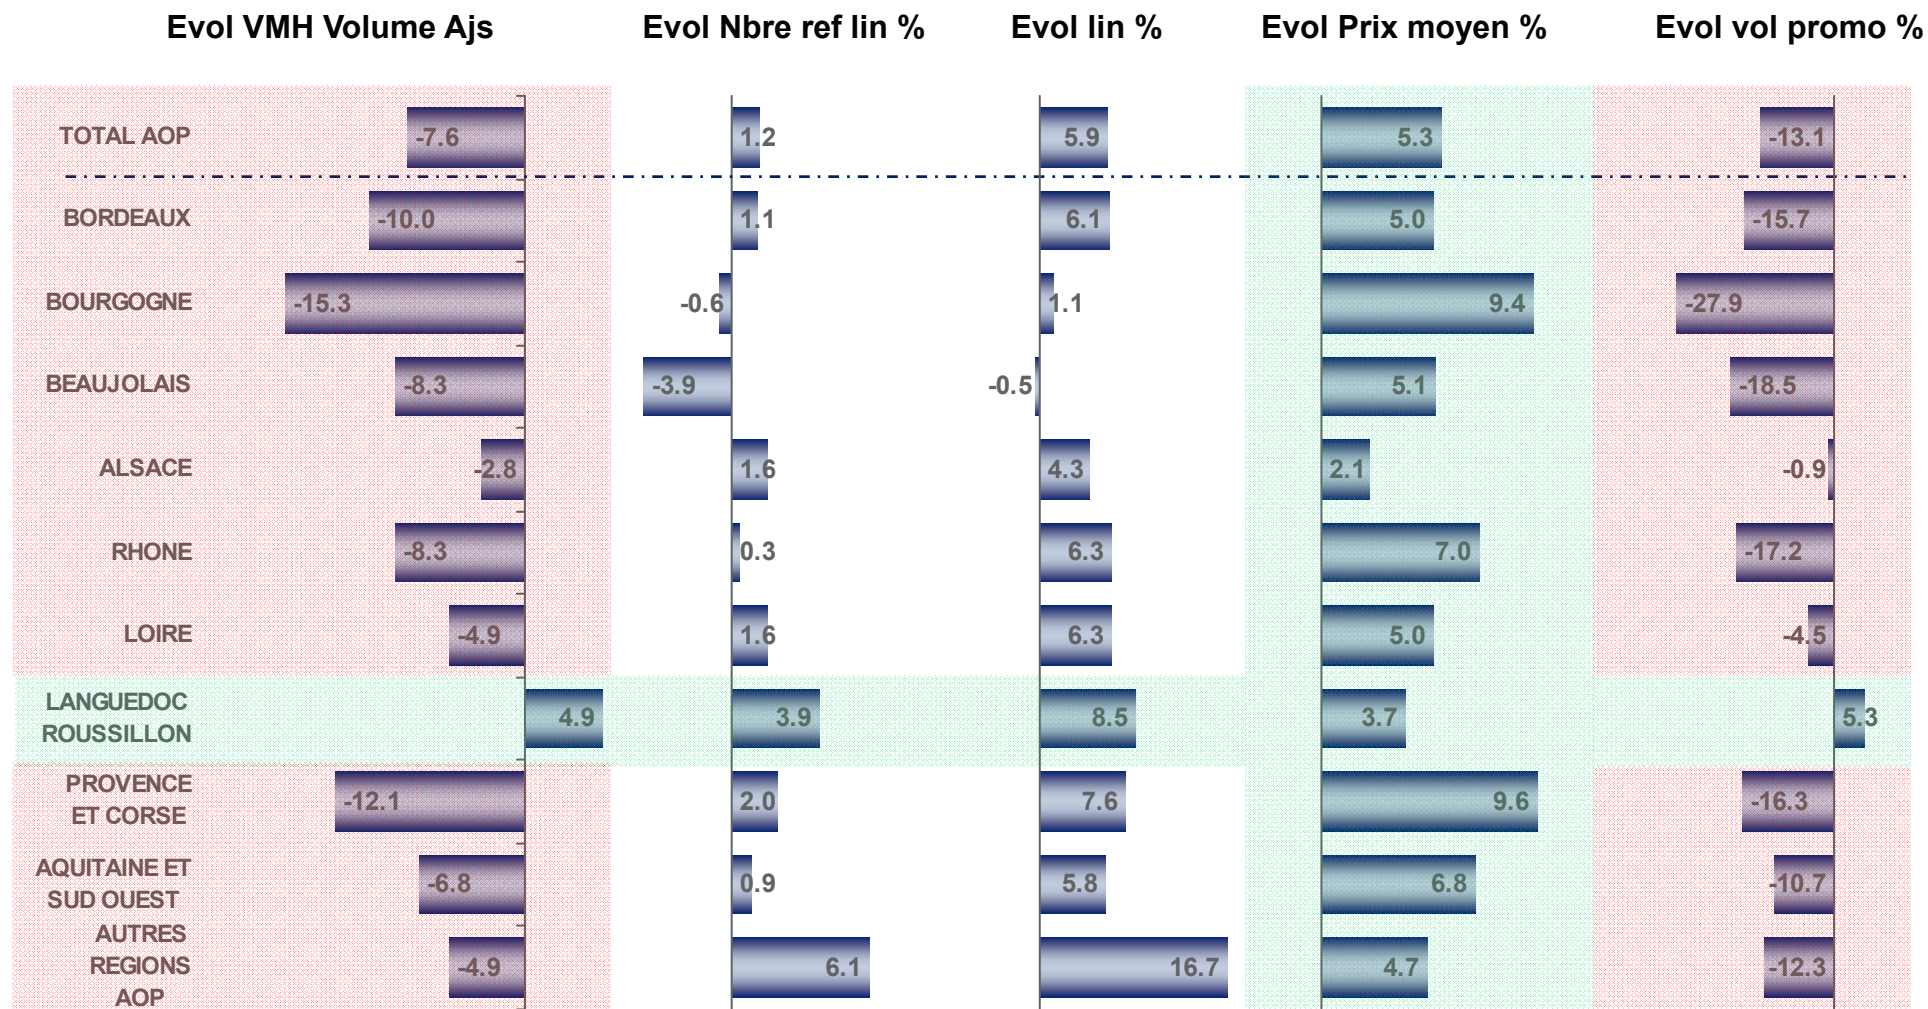 Evol VMH Volume Ajs Evol Nbre ref lin % Evol lin % Evol Prix moyen % Evol vol promo %
TOTAL AOP -7.6 1.2 5.9 5.3 -13.1
BORDEAUX -10.0 1.1 6.1 5.0 -15.7
BOURGOGNE -15.3 -0.6 1.1 9.4 -27.9
BEAUJOLAIS -8.3 -3.9 -0.5 5.1 -18.5
ALSACE -2.8 1.6 4.3 2.1 -0.9
RHONE -8.3 0.3 6.3 7.0 -17.2
LOIRE -4.9 1.6 6.3 5.0 -4.5
LANGUEDOC
ROUSSILLON 4.9 3.9 8.5 3.7 5.3
PROVENCE
ET CORSE -12.1 2.0 7.6 9.6 -16.3
AQUITAINE ET
SUD OUEST -6.8 0.9 5.8 6.8 -10.7
AUTRES
REGIONS -4.9 6.1 16.7 4.7 -12.3
AOP